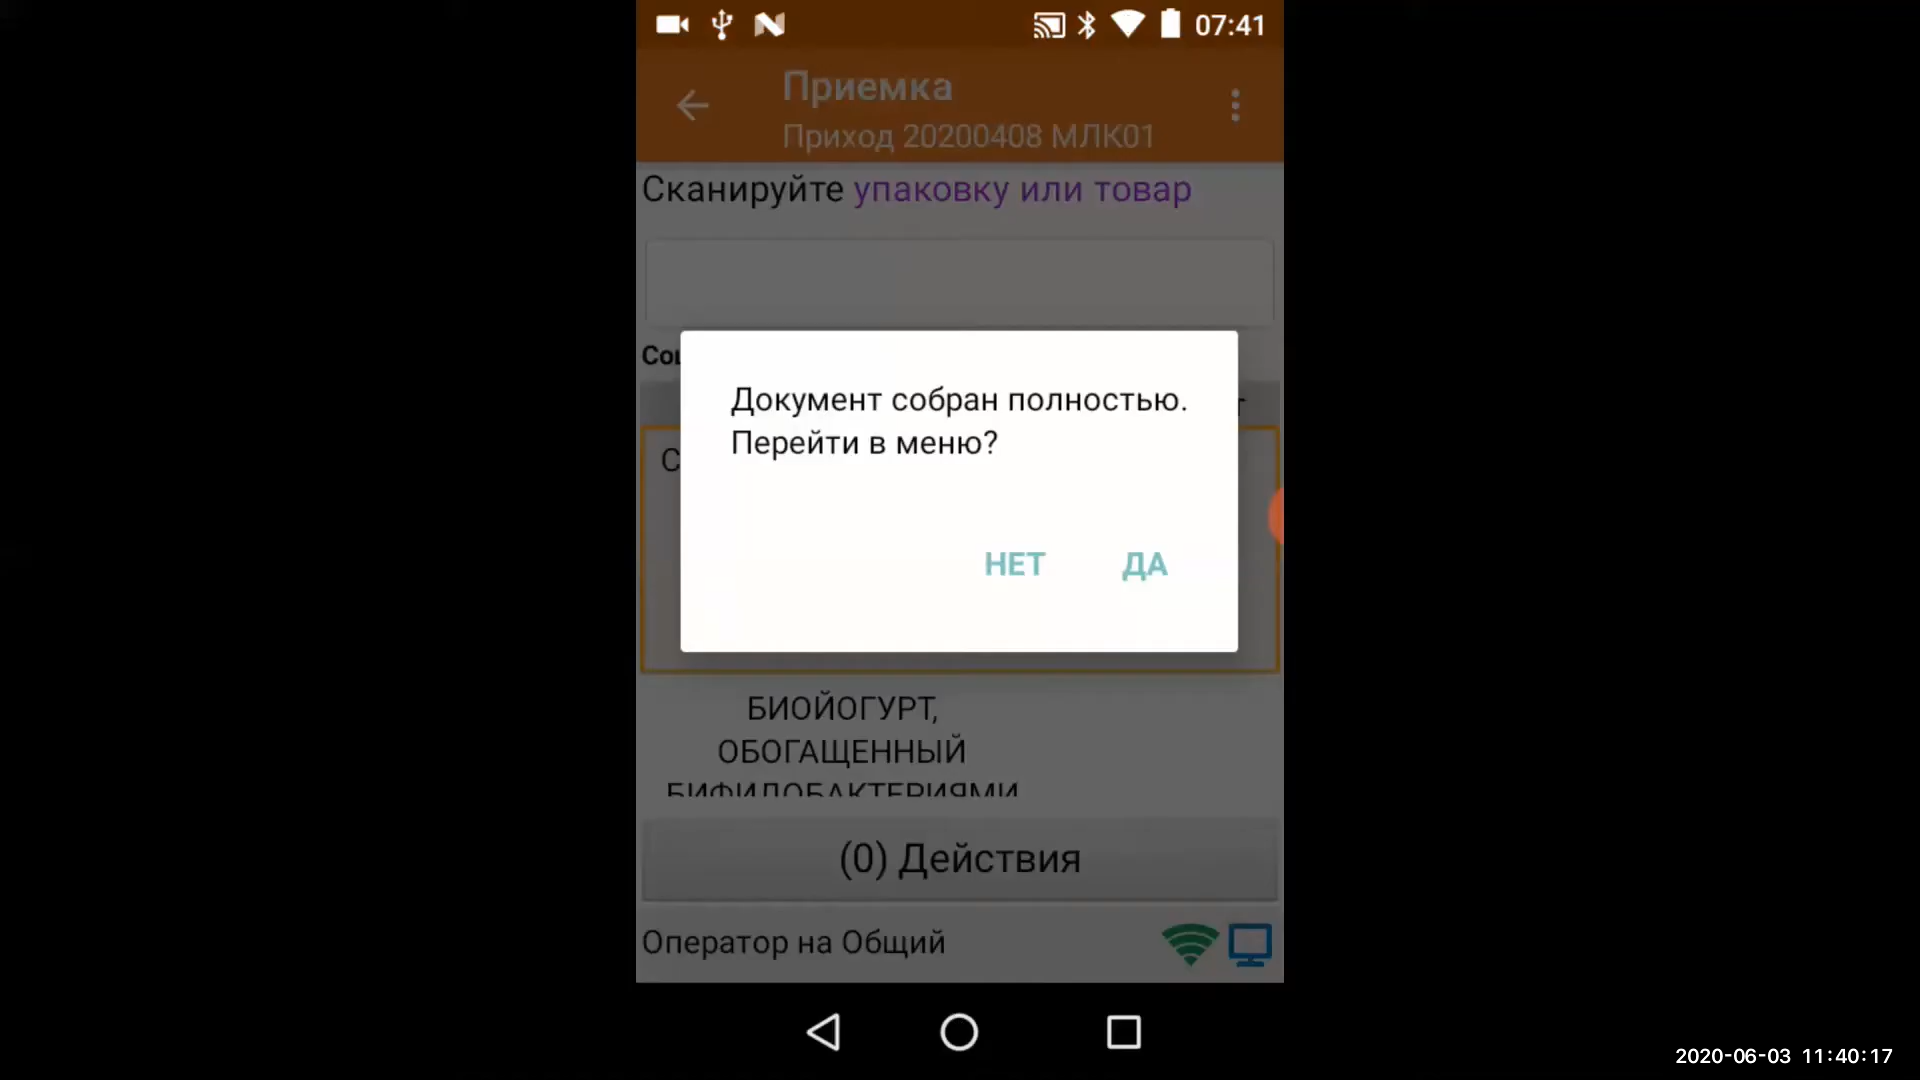 07:41
Приемка
Приход 20200408 МЛК01
Сканируйте упаковку или товар
Документ собран полностью.
Перейти в меню?
НЕТ ДА
БИОЙОГУРТ,
ОБОГАЩЕННЫЙ
БИФИДОБАКТЕРИЯМИ
(0) Действия
Оператор на Общий
2020-06-03 11:40:17